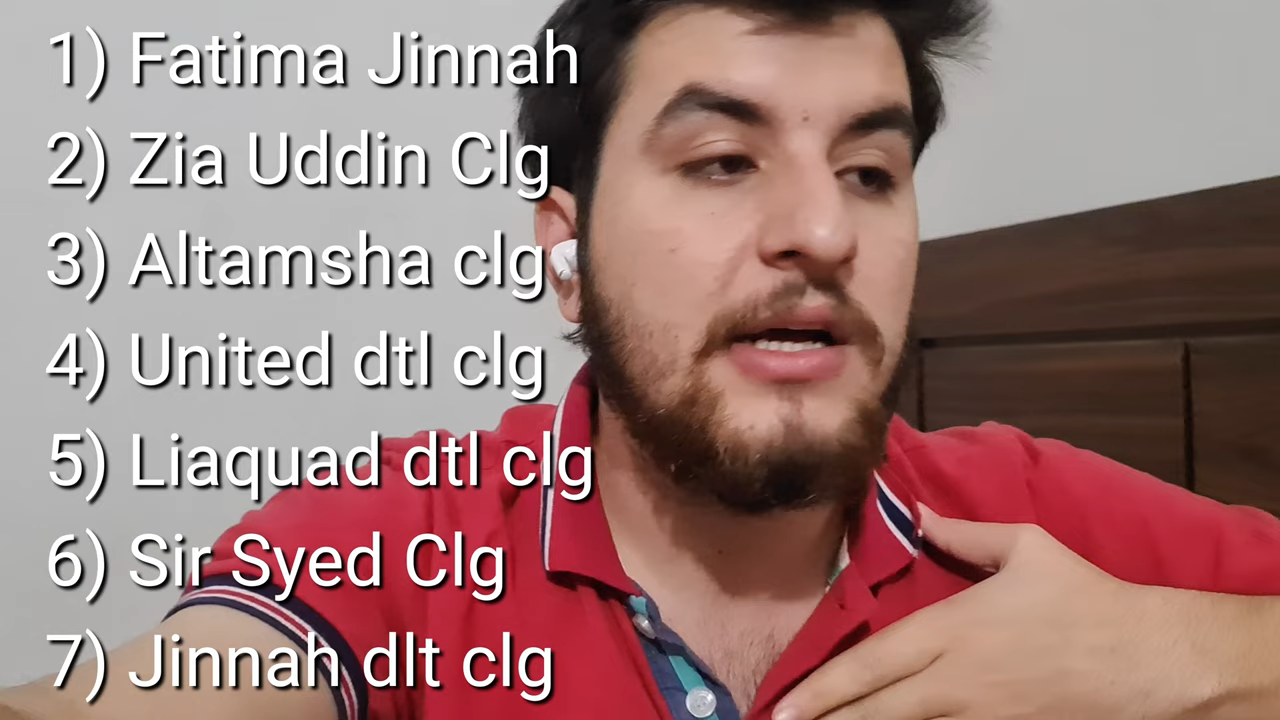 1) Fatima Jinnah
2) Zia Uddin Clg
3) Altamsha clg
4) United dtl clg
5) Liaquad dtl clg
6) Sir Syed Clg
7) Jinnah dlt clg